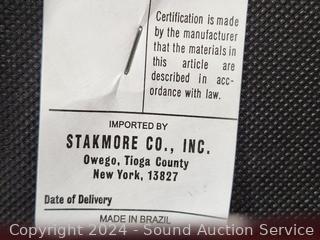 Certification is made
by the manufacturer
that the materials in
this article are
described in acc-
ordance with law.
IMPORTED BY
STAKMORE CO., INC.
Owego, Tioga County
New York, 13827
Date of Delivery
MADE IN BRAZIL
Copyright © 2024 - Sound Auction Service